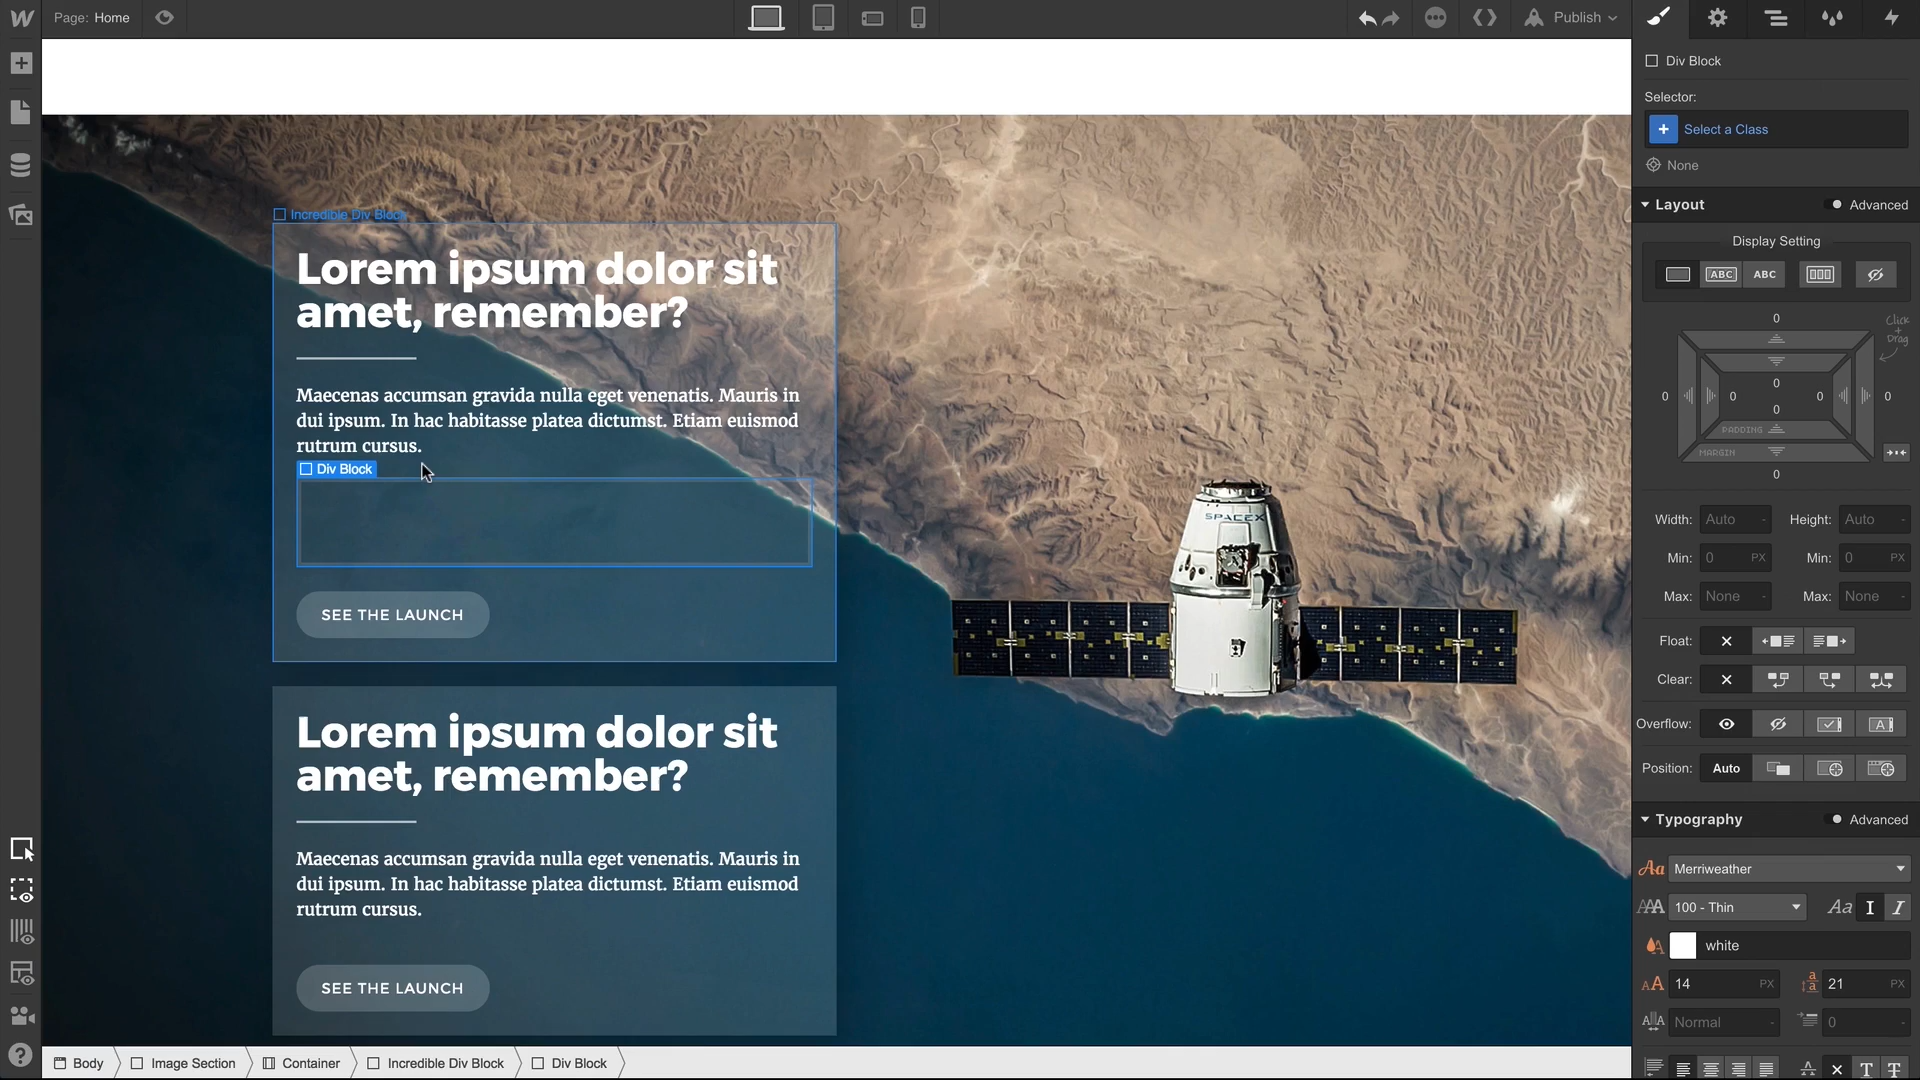 Page: Home
Publish
Div Block
Selector:
+ Select a Class
None
Layout
Advanced
Display Setting
ABC
ABC
0
Click + Drag
0
0
0
0
0
0
PADDING
MARGIN
0
Width: Auto -
Height: Auto -
Min: 0 PX
Min: 0 PX
Max: None -
Max: None -
Float:
Clear:
Overflow:
Position: Auto
Typography
Advanced
Merriweather
100 - Thin
white
14 PX
21 PX
Normal -
0 -
Incredible Div Block
Lorem ipsum dolor sit
amet, remember?
Maecenas accumsan gravida nulla eget venenatis. Mauris in
dui ipsum. In hac habitasse platea dictumst. Etiam euismod
rutrum cursus.
Div Block
SEE THE LAUNCH
SPACEX
Lorem ipsum dolor sit
amet, remember?
Maecenas accumsan gravida nulla eget venenatis. Mauris in
dui ipsum. In hac habitasse platea dictumst. Etiam euismod
rutrum cursus.
SEE THE LAUNCH
Body
Image Section
Container
Incredible Div Block
Div Block